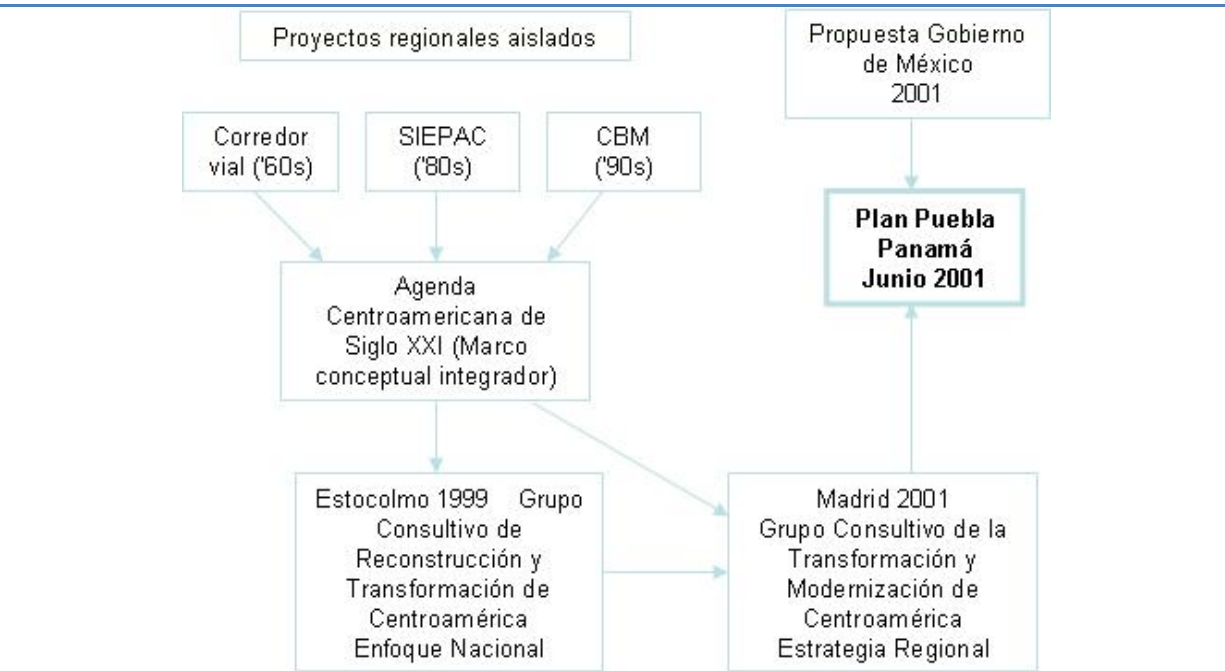 Proyectos regionales aislados
Propuesta Gobierno
de México
2001
Corredor
vial ('60s)
SIEPAC
('80s)
CBM
('90s)
Plan Puebla
Panamá
Junio 2001
Agenda
Centroamericana de
Siglo XXI (Marco
conceptual integrador)
Estocolmo 1999 Grupo
Consultivo de
Reconstrucción y
Transformación de
Centroamérica
Enfoque Nacional
Madrid 2001
Grupo Consultivo de la
Transformación y
Modernización de
Centroamérica
Estrategia Regional